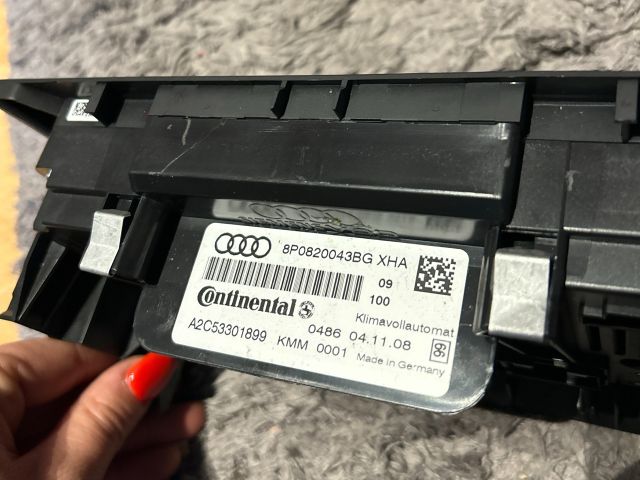 8P0820043BG XHA
09
100
Continental
Klimavollautomat
A2C53301899 0486 04.11.08
KMM 0001 Made in Germany